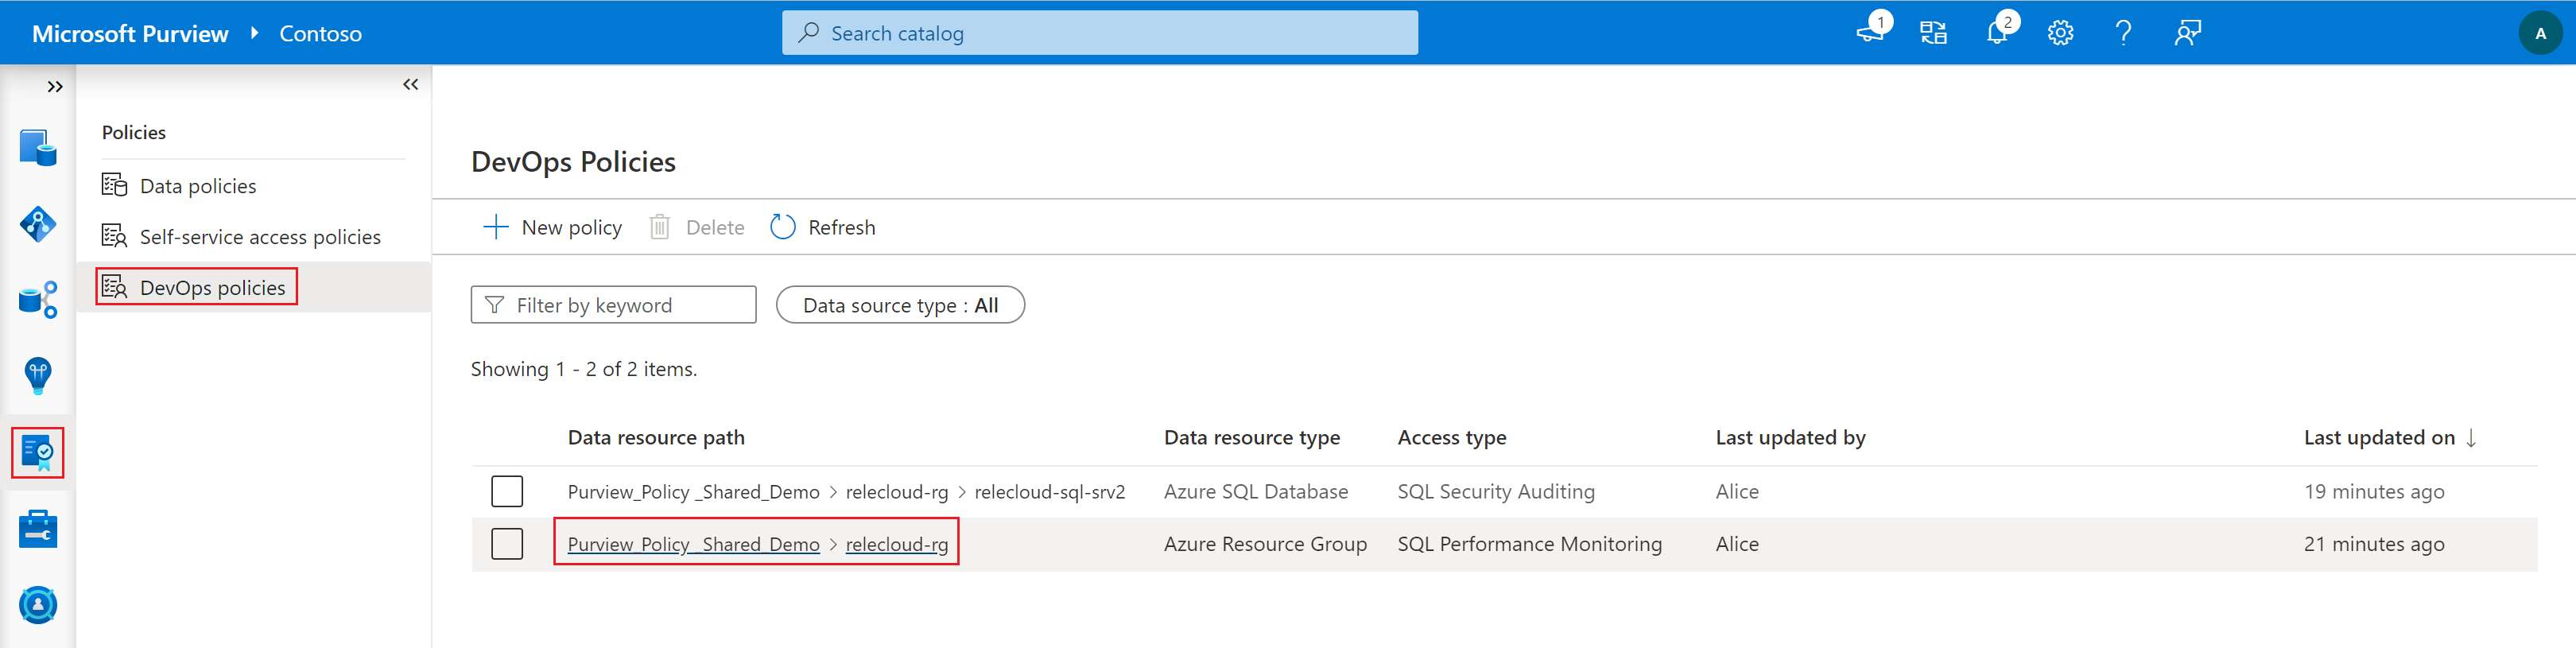 Microsoft Purview Contoso
Search catalog
1
2
?
A
Policies
Data policies
Self-service access policies
DevOps policies
DevOps Policies
New policy Delete Refresh
Filter by keyword Data source type : All
Showing 1 - 2 of 2 items.
Data resource path Data resource type Access type Last updated by Last updated on ↓
Purview_Policy _Shared_Demo > relecloud-rg > relecloud-sql-srv2 Azure SQL Database SQL Security Auditing Alice 19 minutes ago
Purview_Policy _Shared_Demo > relecloud-rg Azure Resource Group SQL Performance Monitoring Alice 21 minutes ago